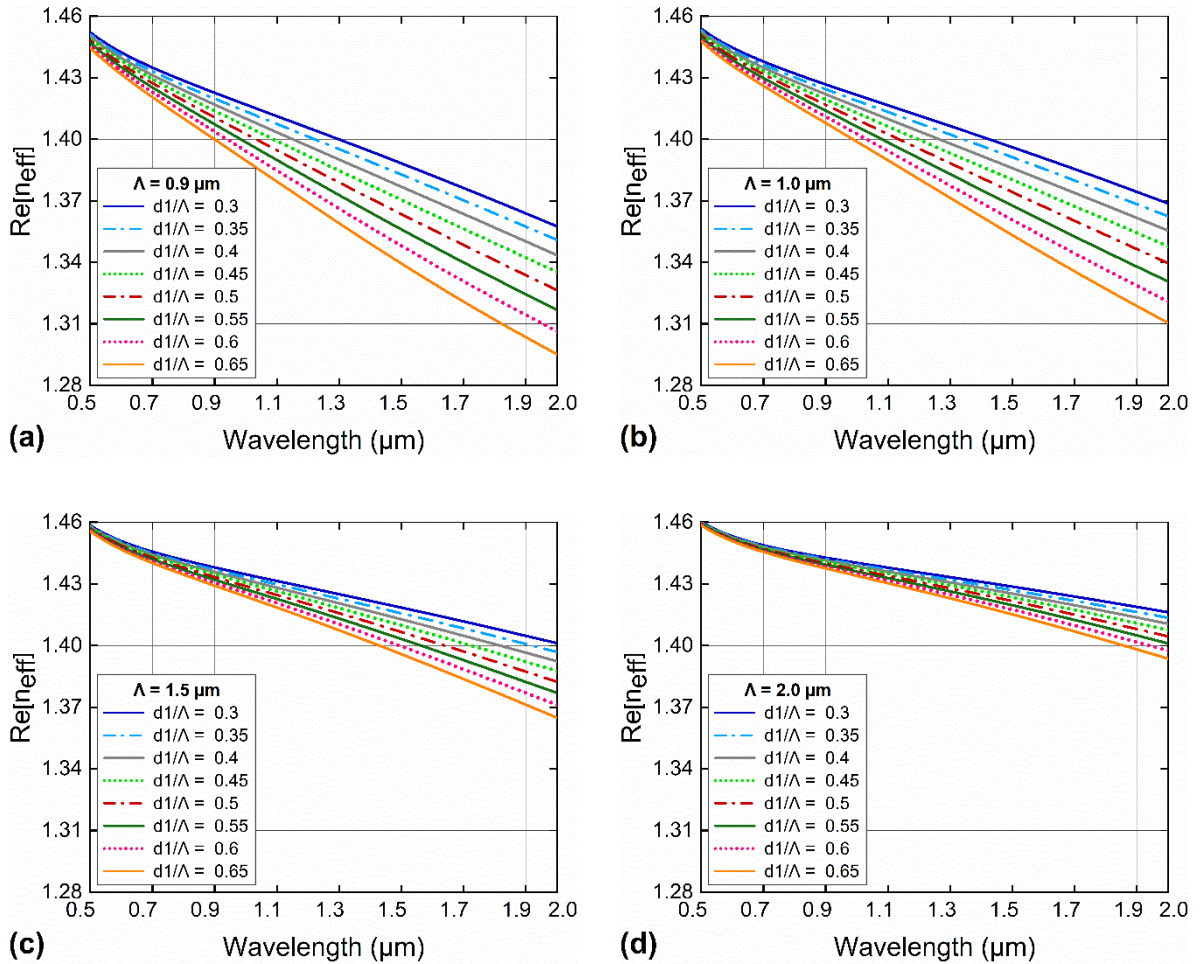 1.46
1.43
1.40
1.37
1.34
1.31
1.28
Re[neff]
Λ = 0.9 µm
d1/Λ = 0.3
d1/Λ = 0.35
d1/Λ = 0.4
d1/Λ = 0.45
d1/Λ = 0.5
d1/Λ = 0.55
d1/Λ = 0.6
d1/Λ = 0.65
0.5 0.7 0.9 1.1 1.3 1.5 1.7 1.9 2.0
Wavelength (µm)
(a)
1.46
1.43
1.40
1.37
1.34
1.31
1.28
Re[neff]
Λ = 1.0 µm
d1/Λ = 0.3
d1/Λ = 0.35
d1/Λ = 0.4
d1/Λ = 0.45
d1/Λ = 0.5
d1/Λ = 0.55
d1/Λ = 0.6
d1/Λ = 0.65
0.5 0.7 0.9 1.1 1.3 1.5 1.7 1.9 2.0
Wavelength (µm)
(b)
1.46
1.43
1.40
1.37
1.34
1.31
1.28
Re[neff]
Λ = 1.5 µm
d1/Λ = 0.3
d1/Λ = 0.35
d1/Λ = 0.4
d1/Λ = 0.45
d1/Λ = 0.5
d1/Λ = 0.55
d1/Λ = 0.6
d1/Λ = 0.65
0.5 0.7 0.9 1.1 1.3 1.5 1.7 1.9 2.0
Wavelength (µm)
(c)
1.46
1.43
1.40
1.37
1.34
1.31
1.28
Re[neff]
Λ = 2.0 µm
d1/Λ = 0.3
d1/Λ = 0.35
d1/Λ = 0.4
d1/Λ = 0.45
d1/Λ = 0.5
d1/Λ = 0.55
d1/Λ = 0.6
d1/Λ = 0.65
0.5 0.7 0.9 1.1 1.3 1.5 1.7 1.9 2.0
Wavelength (µm)
(d)